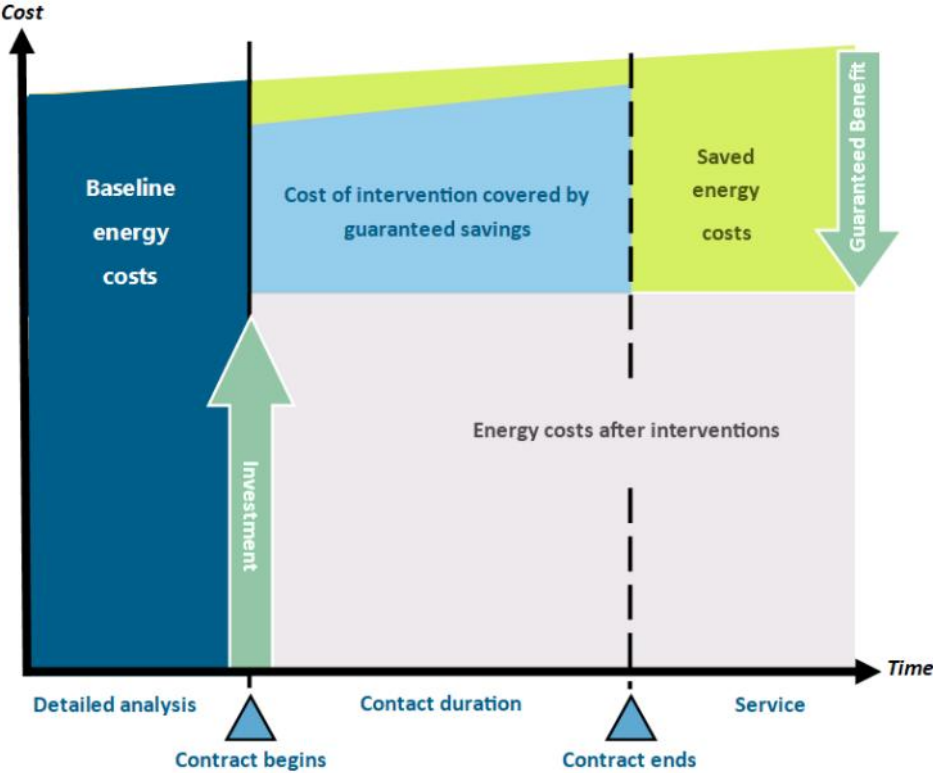 Cost
Baseline
energy
costs
Cost of intervention covered by
guaranteed savings
Saved
energy
costs
Guaranteed Benefit
Investment
Energy costs after interventions
Time
Detailed analysis
Contact duration
Service
Contract begins
Contract ends